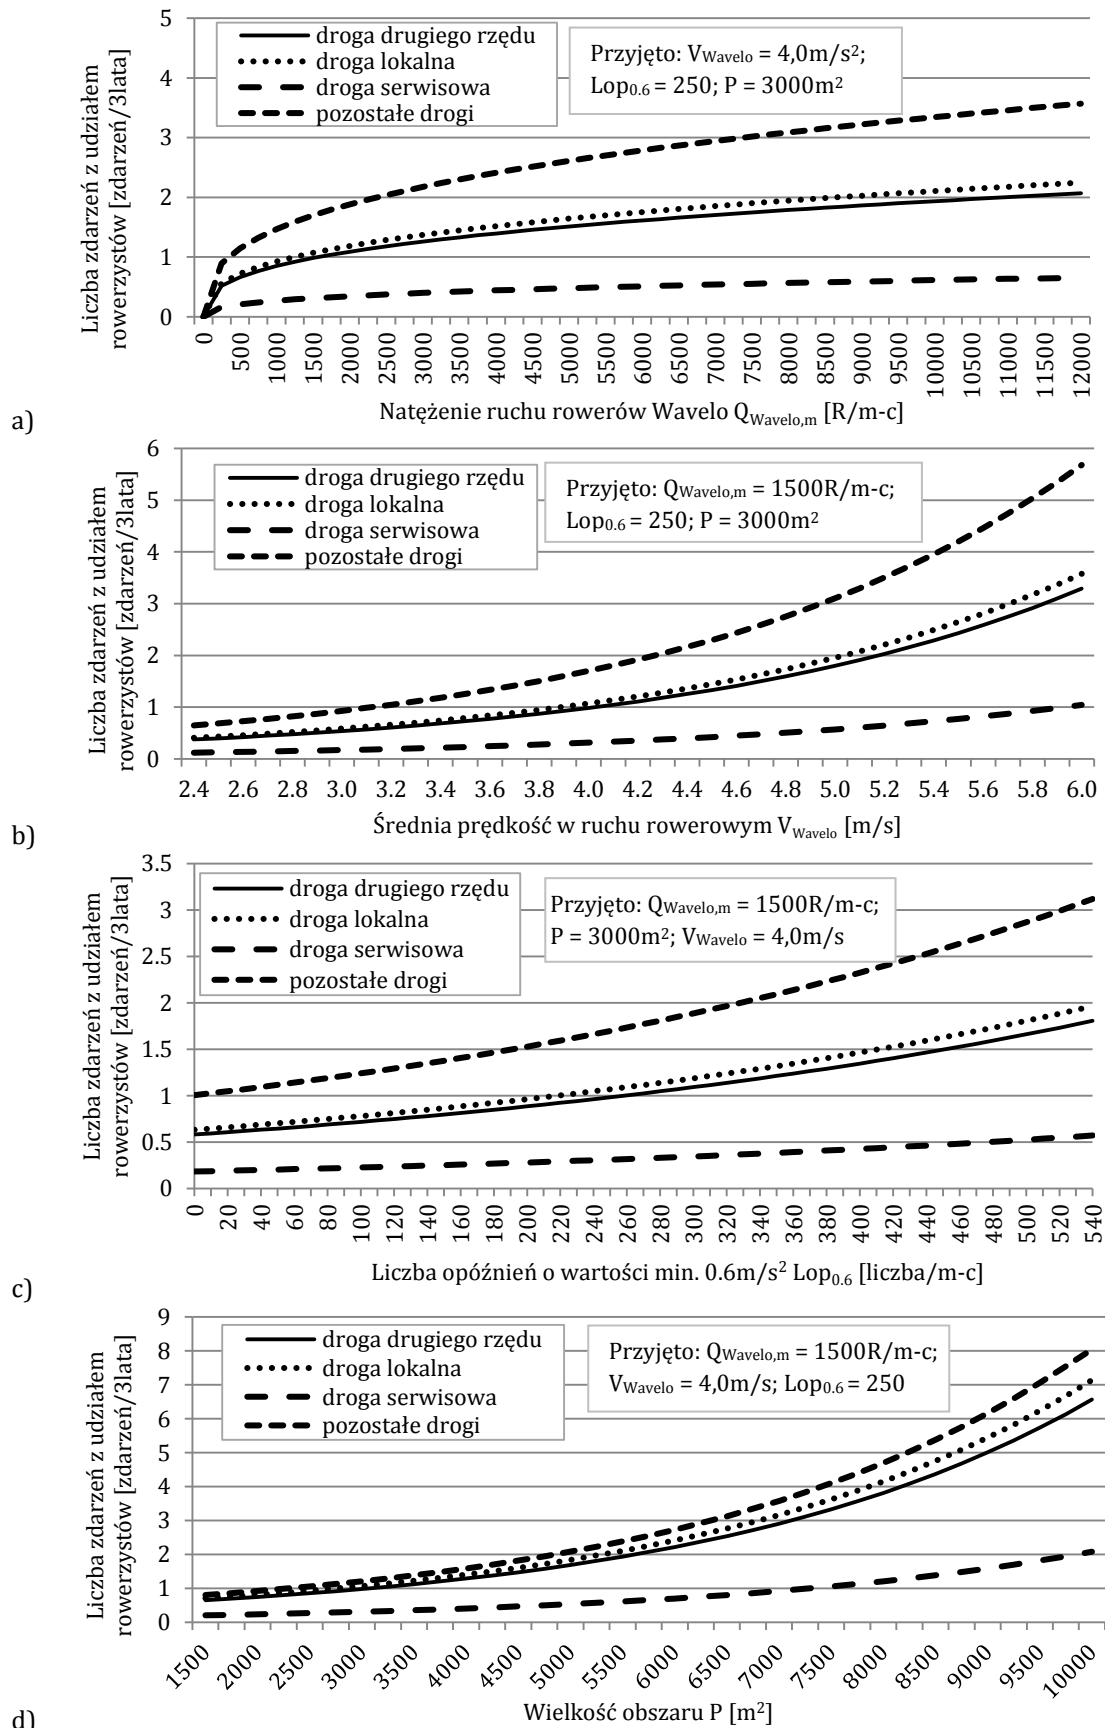 5
4
3
2
1
0
Liczba zdarzeń z udziałem
rowerzystów [zdarzeń/3lata]
droga drugiego rzędu
droga lokalna
droga serwisowa
pozostałe drogi
Przyjęto: VWavelo = 4,0m/s²;
Lop0.6 = 250; P = 3000m²
0 500 1000 1500 2000 2500 3000 3500 4000 4500 5000 5500 6000 6500 7000 7500 8000 8500 9000 9500 10000 10500 11000 11500 12000
Natężenie ruchu rowerów Wavelo QWavelo,m [R/m-c]
a)
6
5
4
3
2
1
0
Liczba zdarzeń z udziałem
rowerzystów [zdarzeń/3lata]
droga drugiego rzędu
droga lokalna
droga serwisowa
pozostałe drogi
Przyjęto: QWavelo,m = 1500R/m-c;
Lop0.6 = 250; P = 3000m²
2.4 2.6 2.8 3.0 3.2 3.4 3.6 3.8 4.0 4.2 4.4 4.6 4.8 5.0 5.2 5.4 5.6 5.8 6.0
Średnia prędkość w ruchu rowerowym VWavelo [m/s]
b)
3.5
3
2.5
2
1.5
1
0.5
0
Liczba zdarzeń z udziałem
rowerzystów [zdarzeń/3lata]
droga drugiego rzędu
droga lokalna
droga serwisowa
pozostałe drogi
Przyjęto: QWavelo,m = 1500R/m-c;
P = 3000m²; VWavelo = 4,0m/s
0 20 40 60 80 100 120 140 160 180 200 220 240 260 280 300 320 340 360 380 400 420 440 460 480 500 520 540
Liczba opóźnień o wartości min. 0.6m/s² Lop0.6 [liczba/m-c]
c)
9
8
7
6
5
4
3
2
1
0
Liczba zdarzeń z udziałem
rowerzystów [zdarzeń/3lata]
droga drugiego rzędu
droga lokalna
droga serwisowa
pozostałe drogi
Przyjęto: QWavelo,m = 1500R/m-c;
VWavelo = 4,0m/s; Lop0.6 = 250
1500 2000 2500 3000 3500 4000 4500 5000 5500 6000 6500 7000 7500 8000 8500 9000 9500 10000
Wielkość obszaru P [m²]
d)